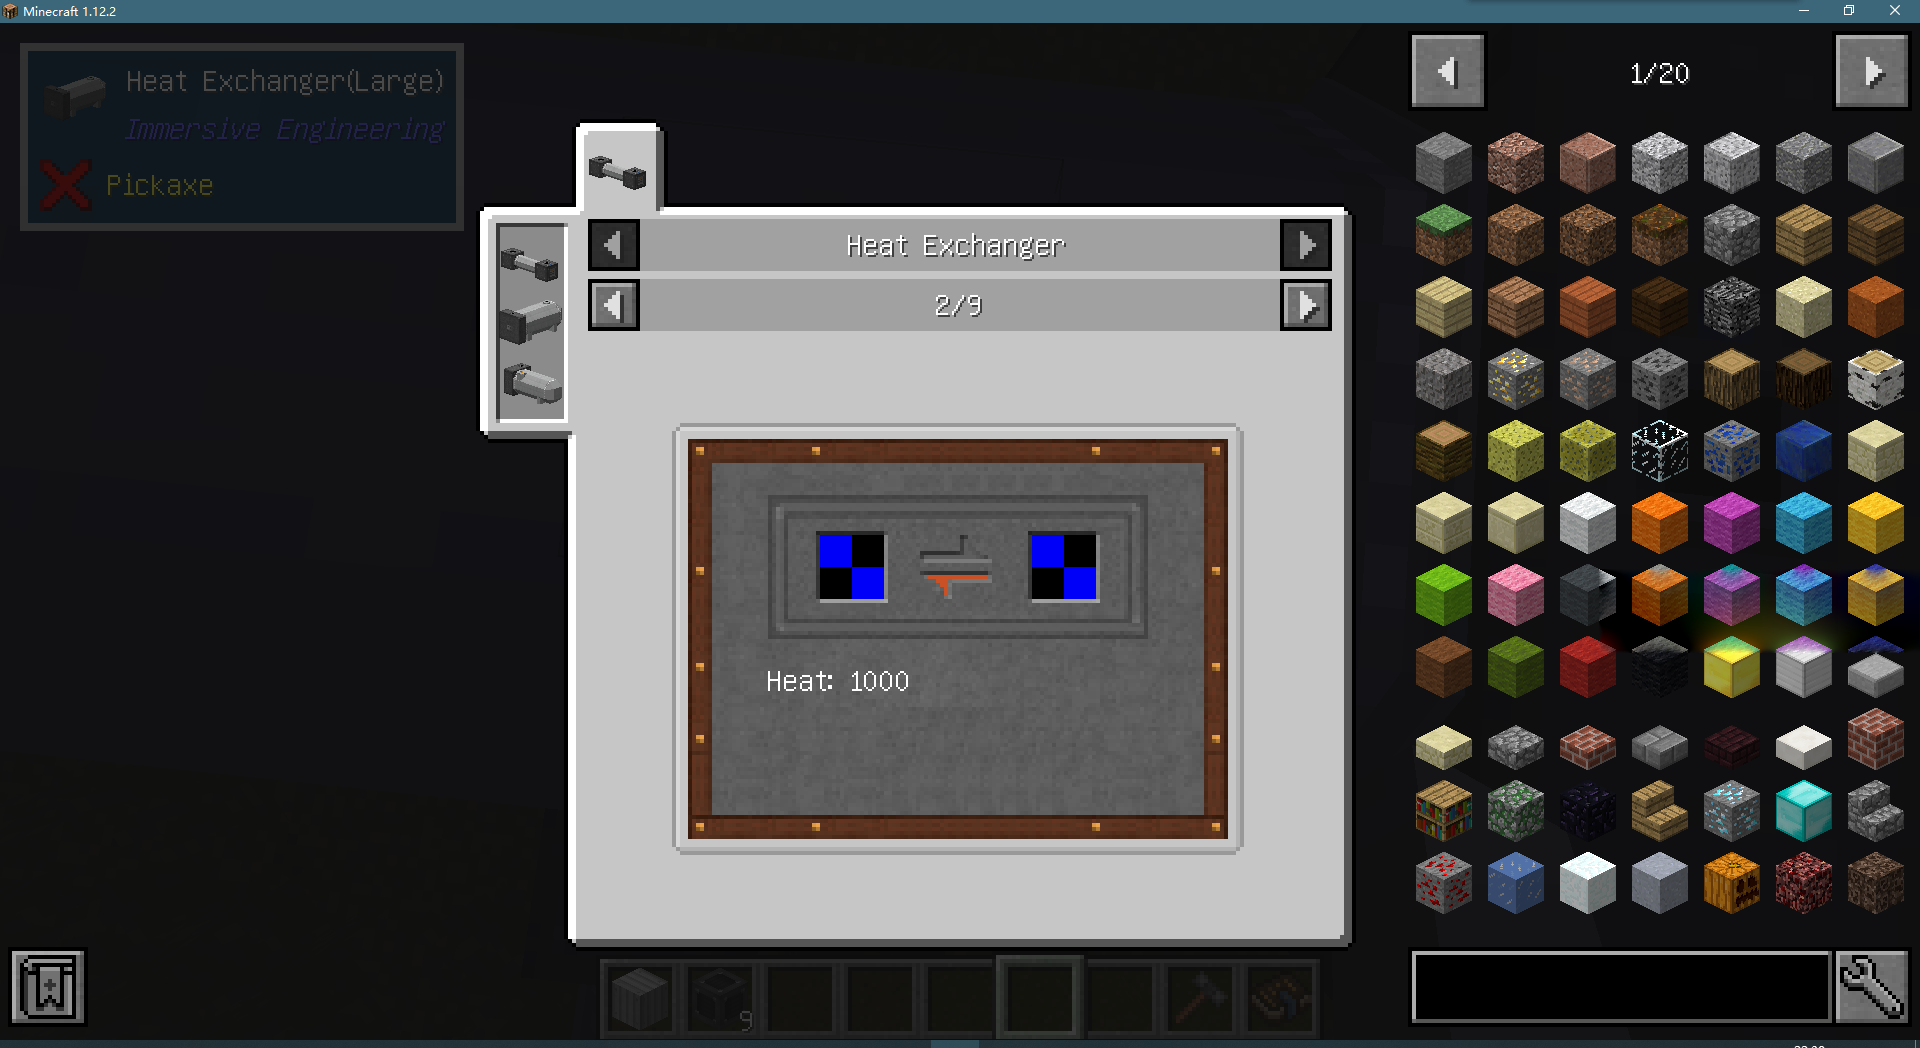 Minecraft 1.12.2
Heat Exchanger(Large)
Immersive Engineering
Pickaxe
1/20
Heat Exchanger
2/9
Heat: 1000
9